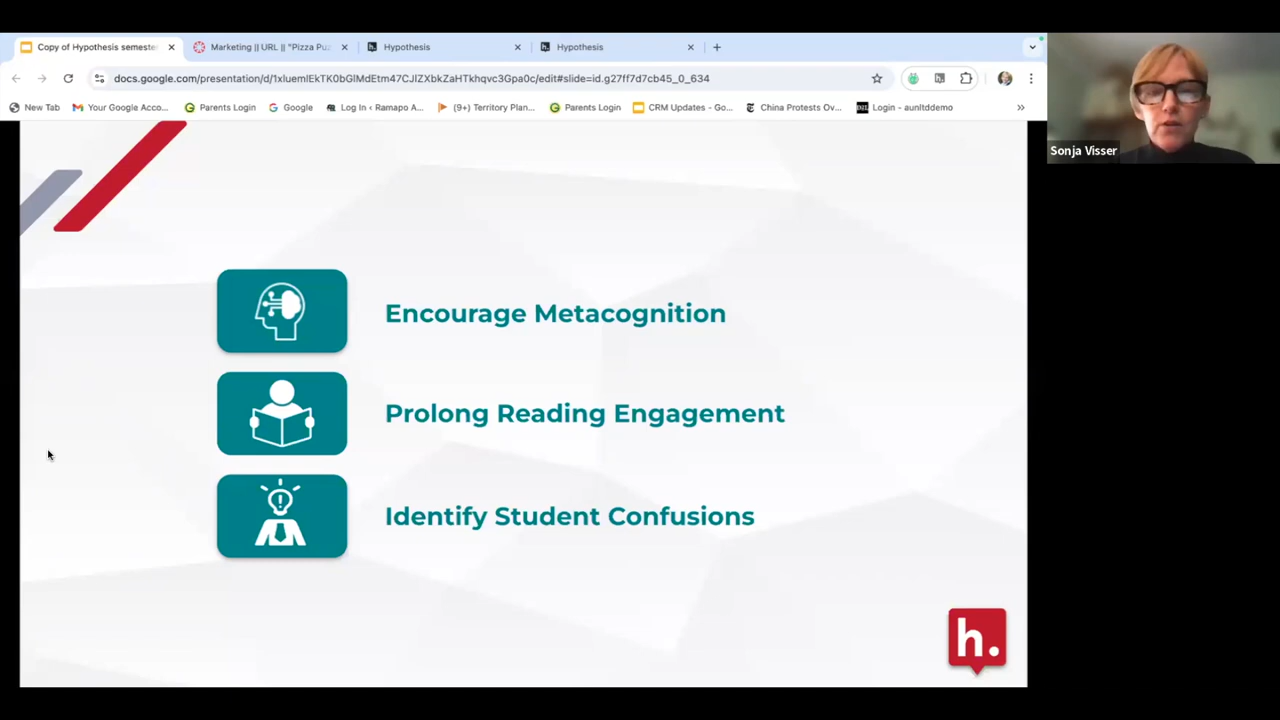 Copy of Hypothesis semeste
Marketing || URL || "Pizza Puz
Hypothesis
Hypothesis
docs.google.com/presentation/d/1xluemIEkTK0bGlMdEtm47CJIZXbkZaHTkhqvc3Gpa0c/edit#slide=id.g27ff7d7cb45_0_634
New Tab
Your Google Acco...
Parents Login
Google
Log In ‹ Ramapo A...
(9+) Territory Plan...
Parents Login
CRM Updates - Go...
China Protests Ov...
Login - aunltddemo
»
Sonja Visser
Encourage Metacognition
Prolong Reading Engagement
Identify Student Confusions
h.